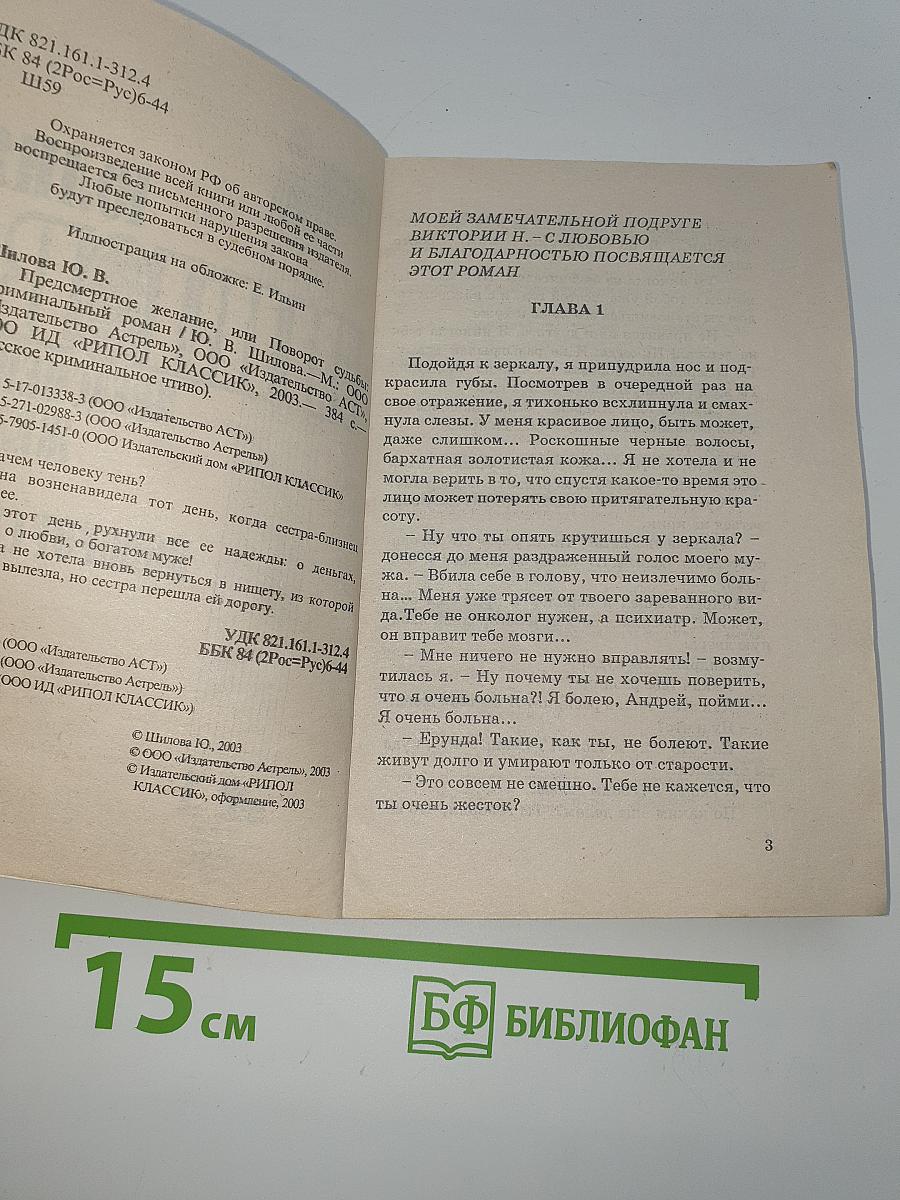 УДК 821.161.1-312.4
ББК 84 (2Рос=Рус)6-44
Ш59
Охраняется законом РФ об авторском праве.
Воспроизведение всей книги или любой ее части
воспрещается без письменного разрешения издателя.
Любые попытки нарушения закона
будут преследоваться в судебном порядке.
Иллюстрация на обложке: Е. Ильин
Шилова Ю. В.
Предсмертное желание, или Поворот судьбы:
криминальный роман / Ю. В. Шилова.—М.: ООО
Издательство Астрель», ООО «Издательство АСТ»,
ОО ИД «РИПОЛ КЛАССИК», 2003.— 384 с.—
сское криминальное чтиво).
5-17-013338-3 (ООО «Издательство АСТ»)
5-271-02988-3 (ООО «Издательство Астрель»)
5-7905-1451-0 (ООО Издательский дом «РИПОЛ КЛАССИК»
ачем человеку тень?
на возненавидела тот день, когда сестра-близнец
ее.
этот день рухнули все ее надежды: о деньгах,
о любви, о богатом муже!
а не хотела вновь вернуться в нищету, из которой
вылезла, но сестра перешла ей дорогу.
УДК 821.161.1-312.4
ББК 84 (2Рос=Рус)6-44
(ООО «Издательство АСТ»)
(ООО «Издательство Астрель»)
(ООО ИД «РИПОЛ КЛАССИК»)
© Шилова Ю., 2003
© ООО «Издательство Астрель», 2003
© Издательский дом «РИПОЛ
КЛАССИК», оформление, 2003
МОЕЙ ЗАМЕЧАТЕЛЬНОЙ ПОДРУГЕ
ВИКТОРИИ Н. – С ЛЮБОВЬЮ
И БЛАГОДАРНОСТЬЮ ПОСВЯЩАЕТСЯ
ЭТОТ РОМАН
ГЛАВА 1
Подойдя к зеркалу, я припудрила нос и под-
красила губы. Посмотрев в очередной раз на
свое отражение, я тихонько всхлипнула и смах-
нула слезы. У меня красивое лицо, быть может,
даже слишком... Роскошные черные волосы,
бархатная золотистая кожа... Я не хотела и не
могла верить в то, что спустя какое-то время это
лицо может потерять свою притягательную кра-
соту.
– Ну что ты опять крутишься у зеркала? –
донесся до меня раздраженный голос моего му-
жа. – Вбила себе в голову, что неизлечимо боль-
на... Меня уже трясет от твоего зареванного ви-
да.Тебе не онколог нужен, а психиатр. Может,
он вправит тебе мозги...
– Мне ничего не нужно вправлять! – возму-
тилась я. – Ну почему ты не хочешь поверить,
что я очень больна?! Я болею, Андрей, пойми...
Я очень больна...
– Ерунда! Такие, как ты, не болеют. Такие
живут долго и умирают только от старости.
– Это совсем не смешно. Тебе не кажется, что
ты очень жесток?
3
15 см
БФ БИБЛИОФАН